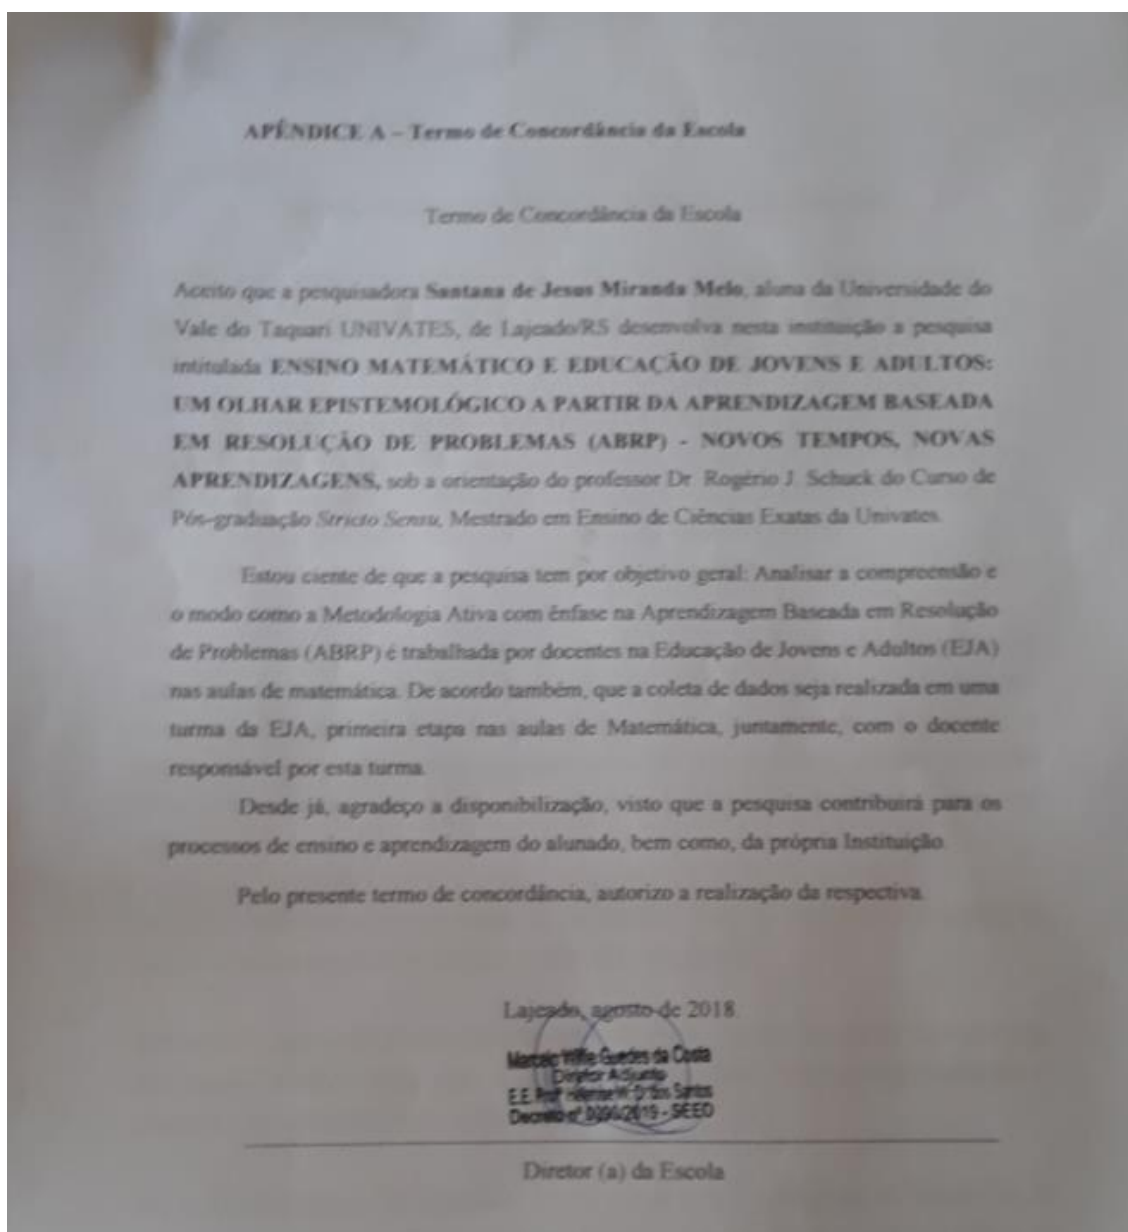 APÊNDICE A – Termo de Concordância da Escola
Termo de Concordância da Escola
Aceito que a pesquisadora Santana de Jesus Miranda Melo, aluna da Universidade do
Vale do Taquari UNIVATES, de Lajeado/RS desenvolva nesta instituição a pesquisa
intitulada ENSINO MATEMÁTICO E EDUCAÇÃO DE JOVENS E ADULTOS:
UM OLHAR EPISTEMOLÓGICO A PARTIR DA APRENDIZAGEM BASEADA
EM RESOLUÇÃO DE PROBLEMAS (ABRP) - NOVOS TEMPOS, NOVAS
APRENDIZAGENS, sob a orientação do professor Dr. Rogério J. Schuck do Curso de
Pós-graduação Stricto Sensu, Mestrado em Ensino de Ciências Exatas da Univates.
Estou ciente de que a pesquisa tem por objetivo geral: Analisar a compreensão e
o modo como a Metodologia Ativa com ênfase na Aprendizagem Baseada em Resolução
de Problemas (ABRP) é trabalhada por docentes na Educação de Jovens e Adultos (EJA)
nas aulas de matemática. De acordo também, que a coleta de dados seja realizada em uma
turma da EJA, primeira etapa nas aulas de Matemática, juntamente, com o docente
responsável por esta turma.
Desde já, agradeço a disponibilização, visto que a pesquisa contribuirá para os
processos de ensino e aprendizagem do alunado, bem como, da própria Instituição.
Pelo presente termo de concordância, autorizo a realização da respectiva.
Lajeado, agosto de 2018.
Marcelo Guedes da Costa
Diretor Adjunto
E.E. Prof dos Santos
Decreto nº /2019 - SEED
Diretor (a) da Escola